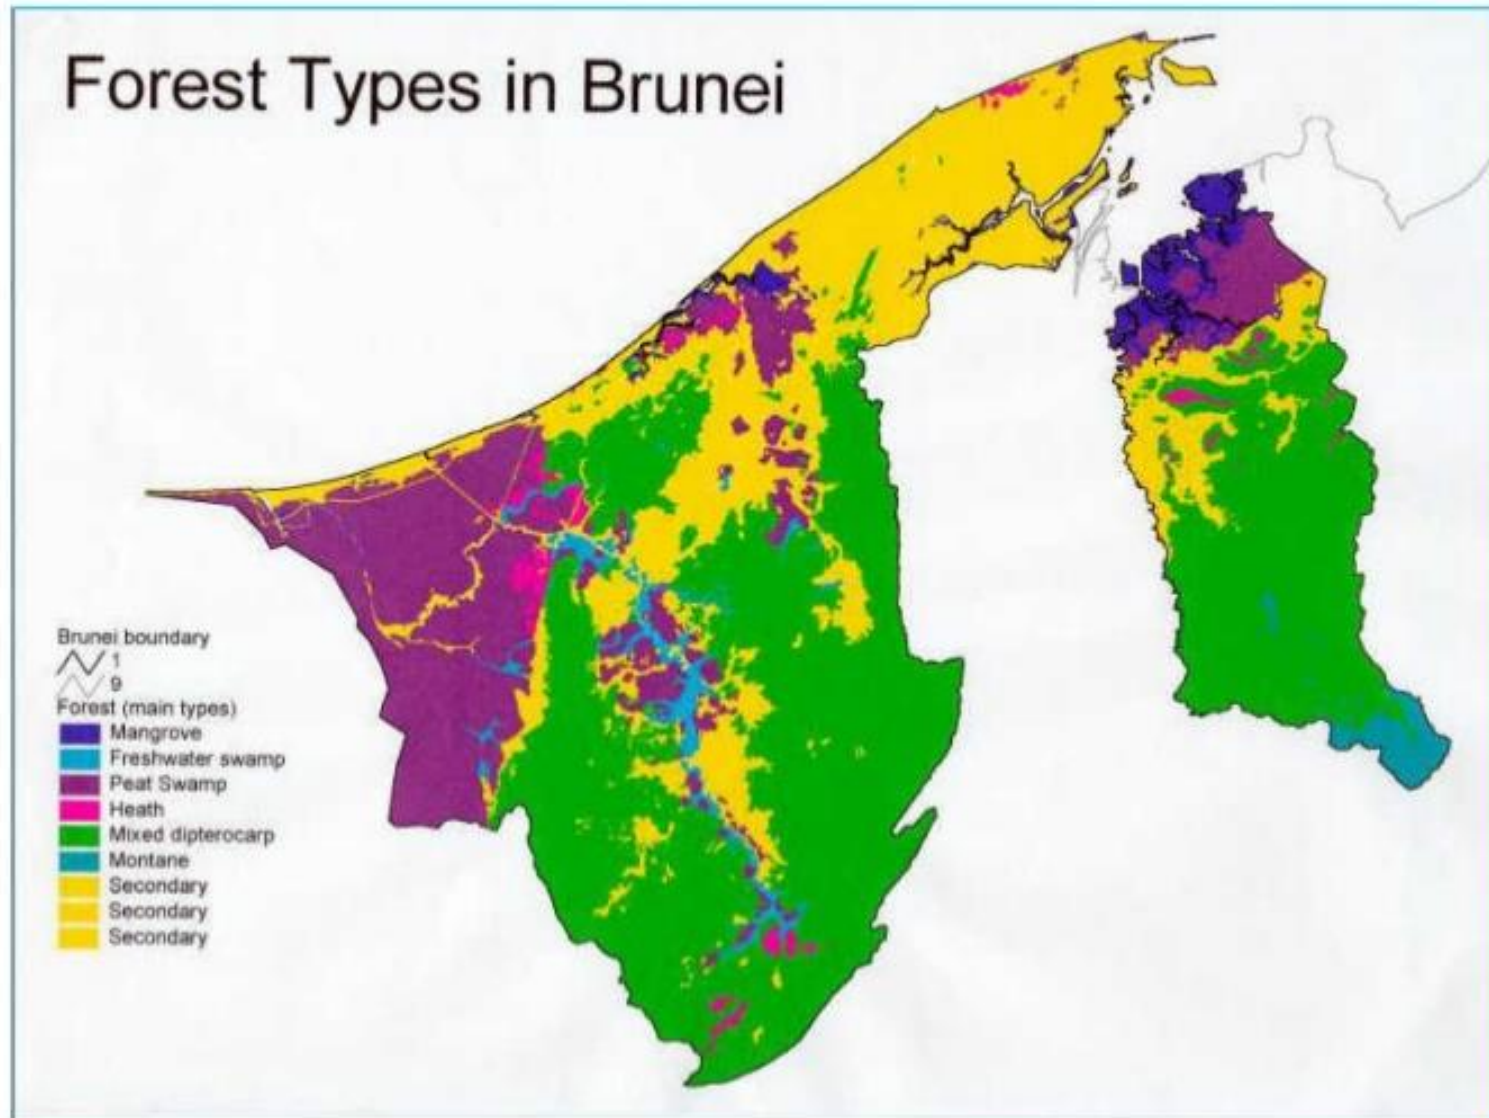 Forest Types in Brunei
Brunei boundary
1
9
Forest (main types)
Mangrove
Freshwater swamp
Peat Swamp
Heath
Mixed dipterocarp
Montane
Secondary
Secondary
Secondary